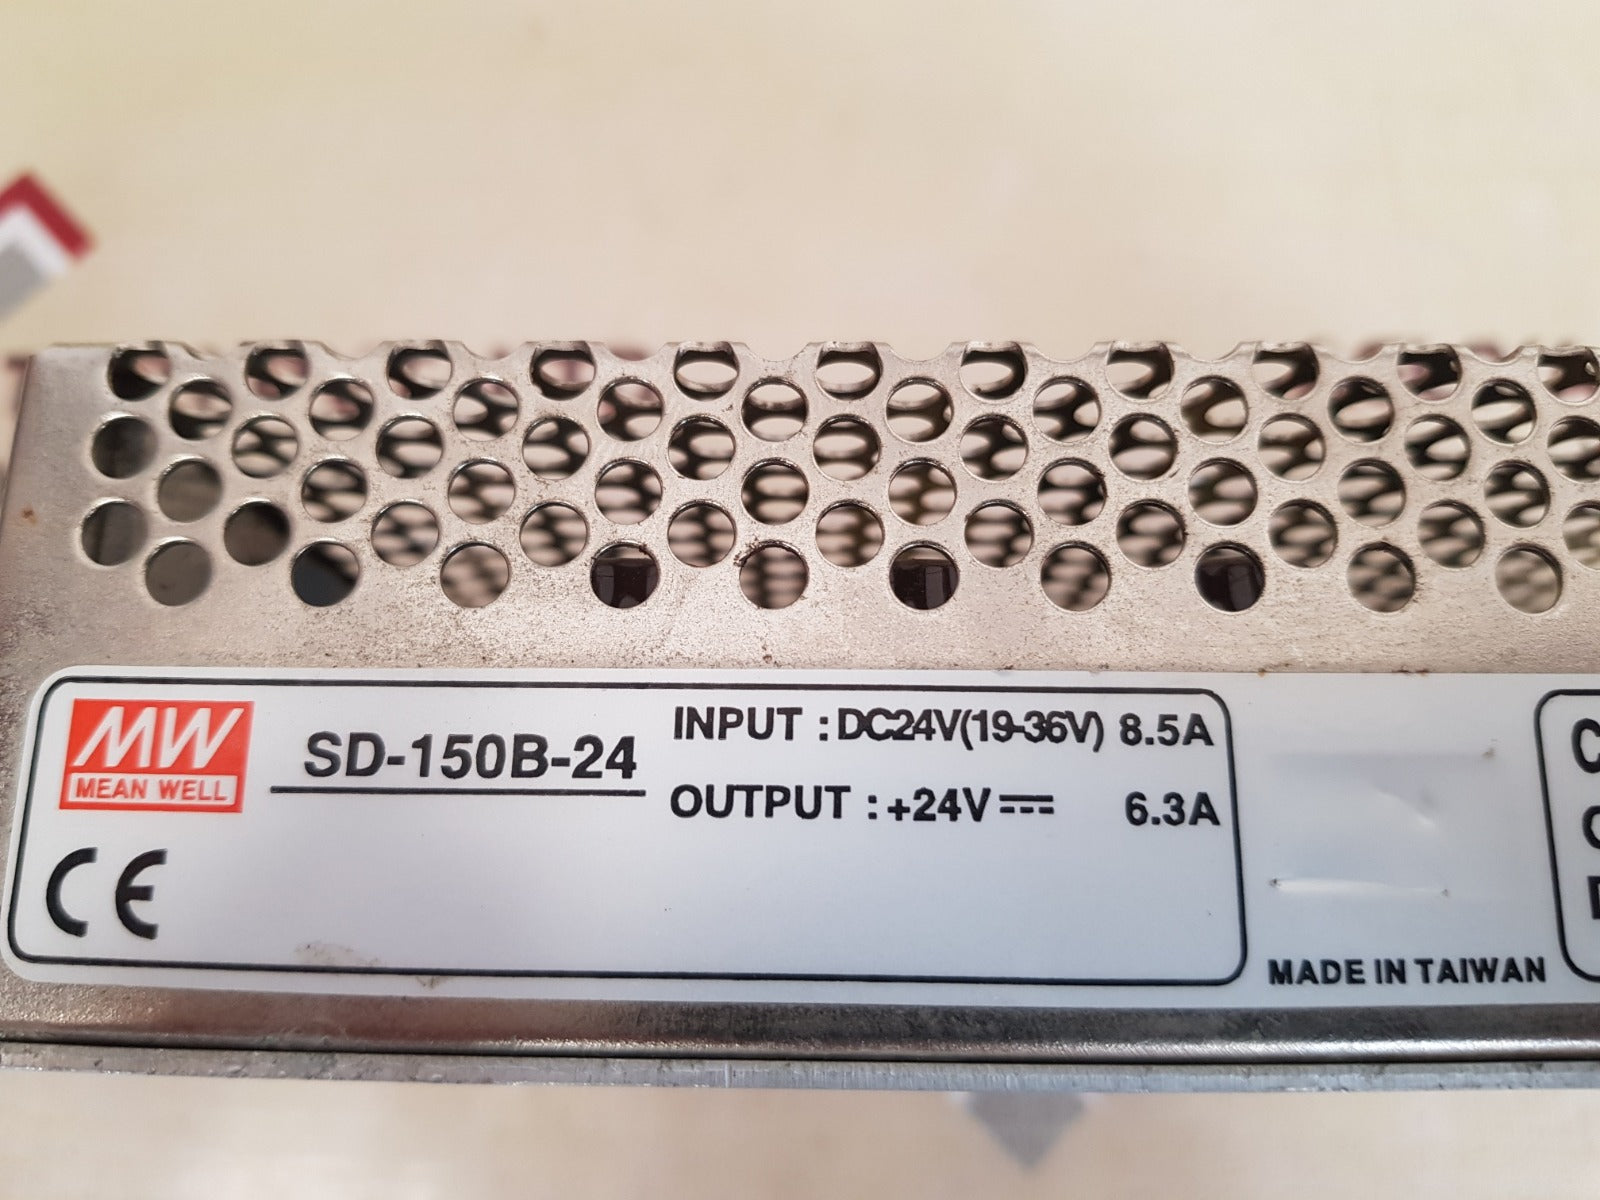 MW
MEAN WELL
SD-150B-24
INPUT : DC24V(19-36V) 8.5A
OUTPUT : +24V⎓ 6.3A
CE
MADE IN TAIWAN